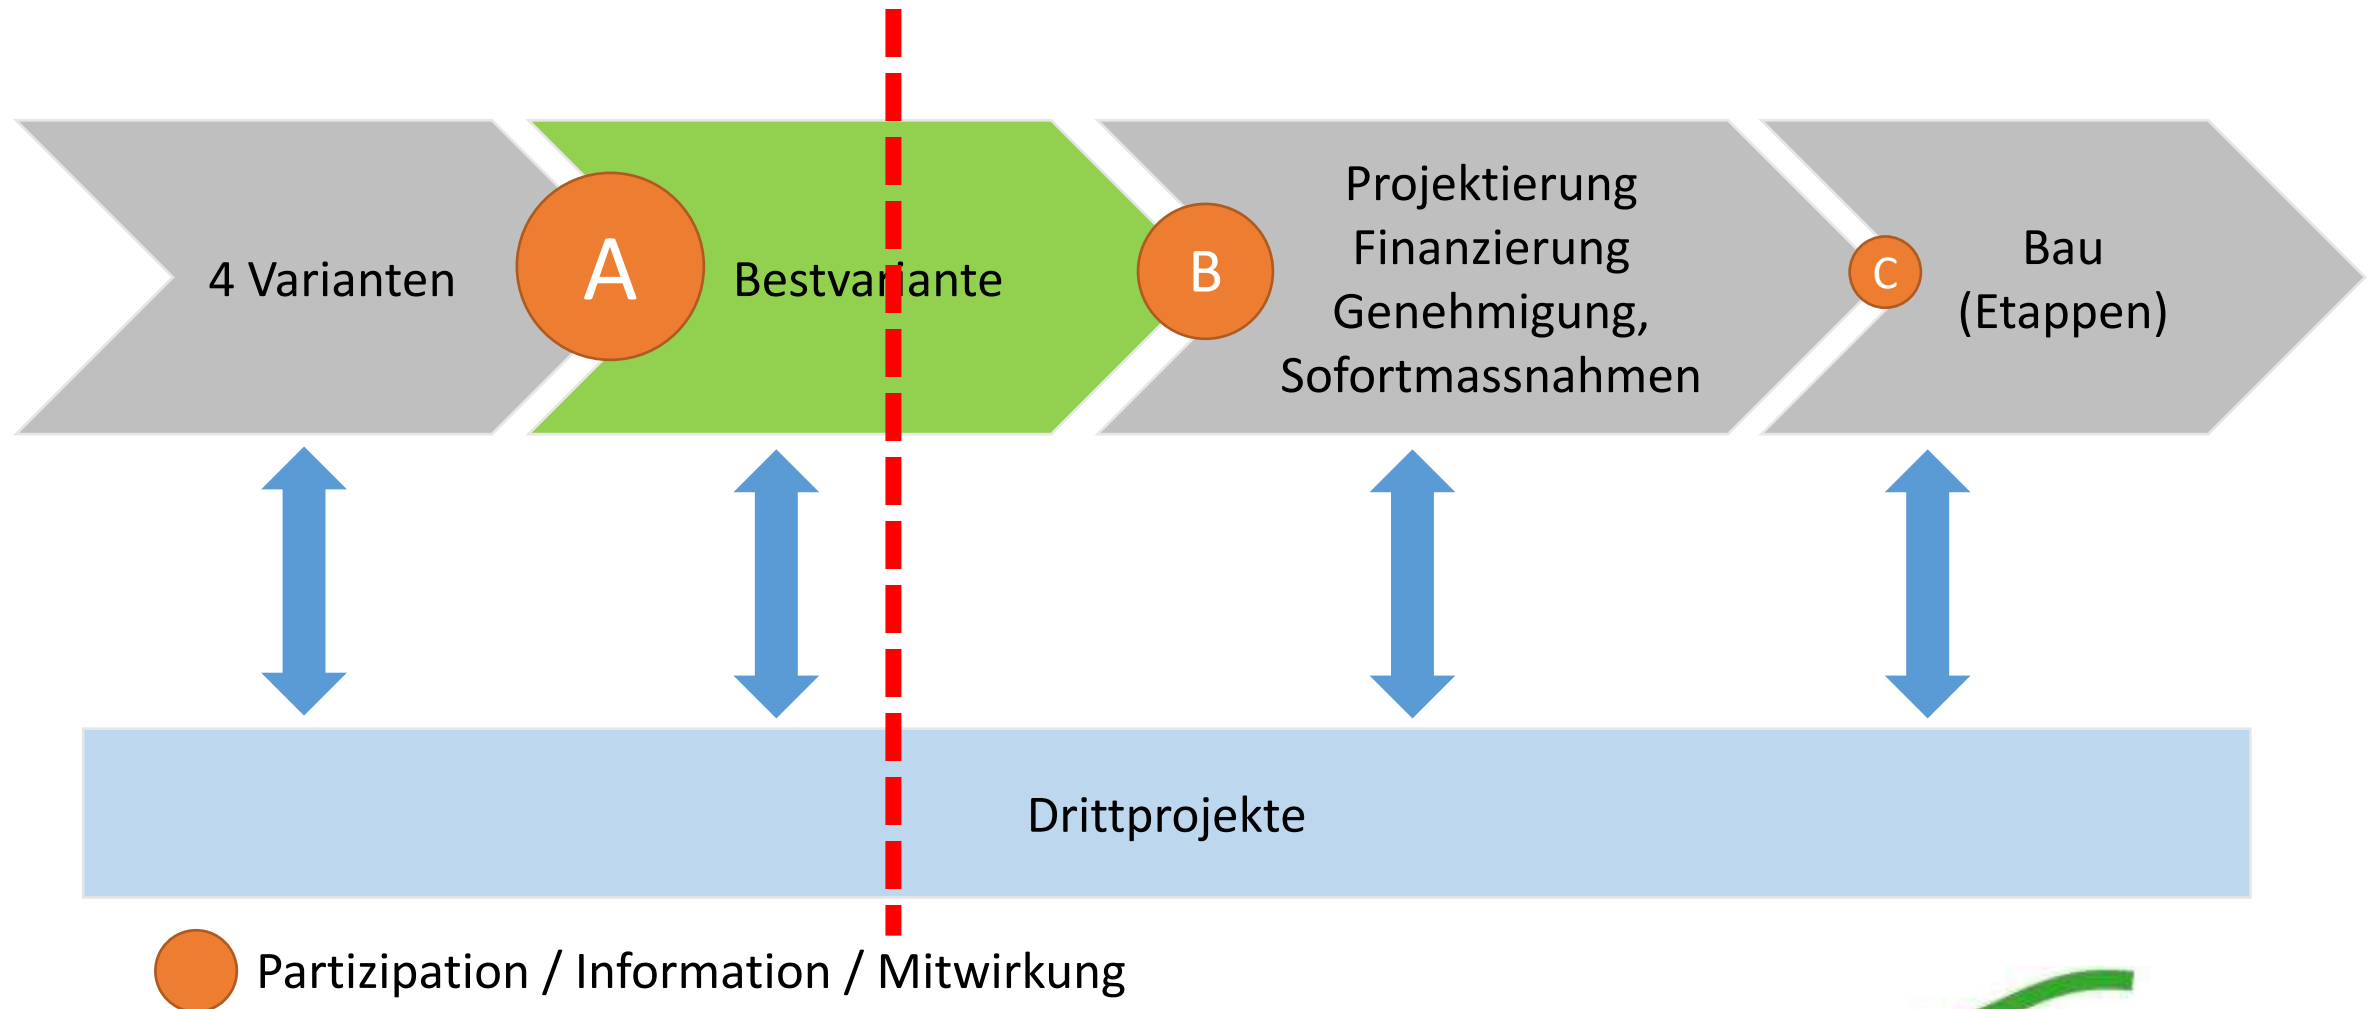 4 Varianten
A
Bestvariante
B
Projektierung
Finanzierung
Genehmigung,
Sofortmassnahmen
C
Bau
(Etappen)
Drittprojekte
Partizipation / Information / Mitwirkung